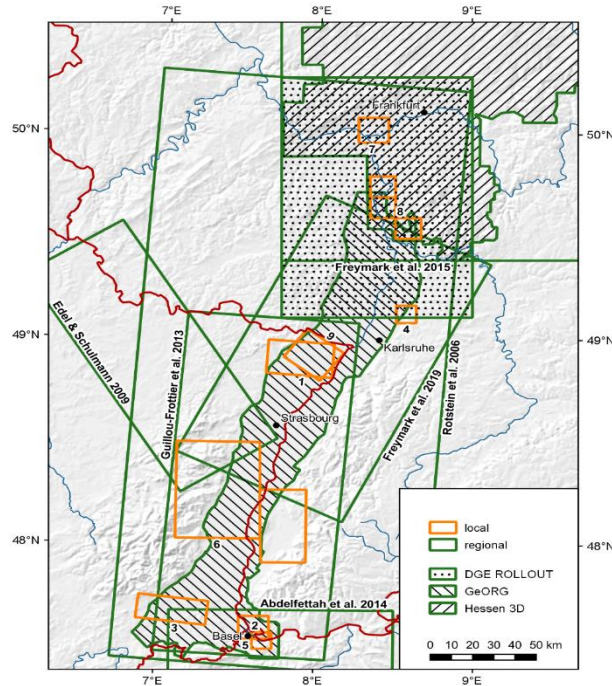 7°E 8°E 9°E
50°N 50°N
Frankfurt
7
8
Freymark et al. 2015
4
Karlsruhe
49°N 49°N
Edel & Schulmann 2009
Guillou-Frottier et al. 2013
9
1
Strasbourg
Freymark et al. 2019
Rotstein et al. 2006
48°N 48°N
6
Abdelfettah et al. 2014
3
2
Basel
5
7°E 8°E 9°E
local
regional
DGE ROLLOUT
GeORG
Hessen 3D
0 10 20 30 40 50 km